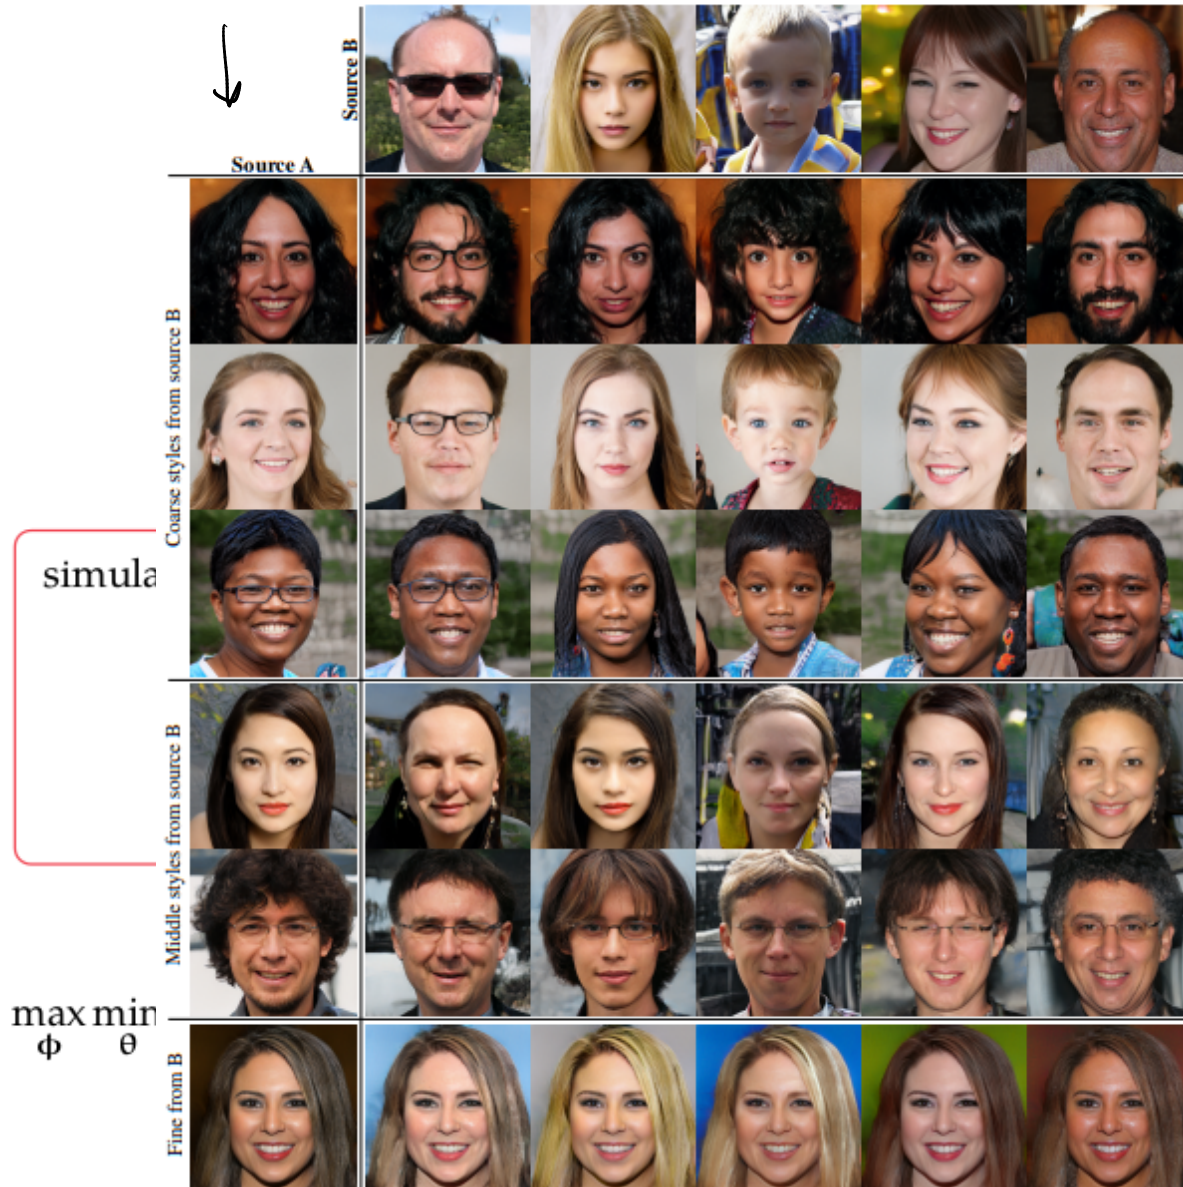 Source B
Source A
Coarse styles from source B
simula
Middle styles from source B
max min
ϕ θ
Fine from B